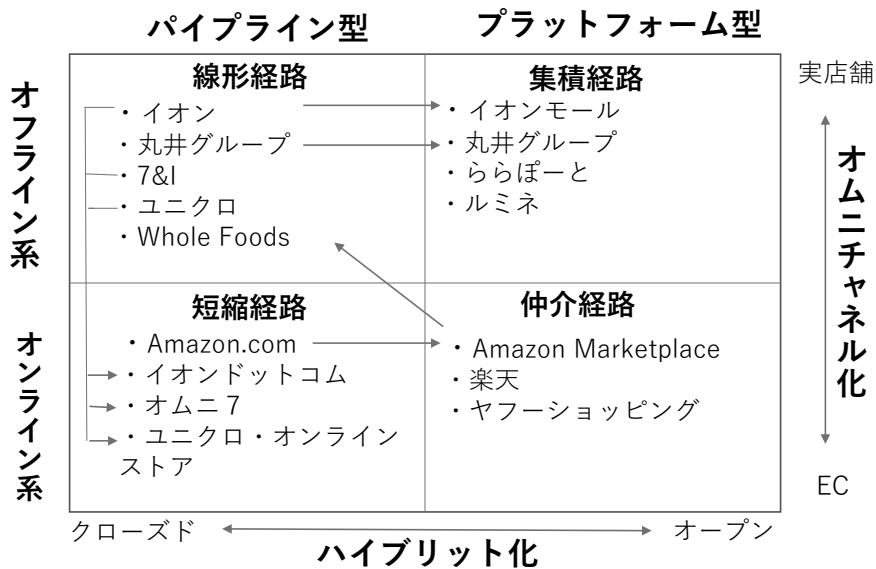 パイプライン型
プラットフォーム型
オフライン系
線形経路
・イオン
・丸井グループ
・7&I
・ユニクロ
・Whole Foods
集積経路
・イオンモール
・丸井グループ
・ららぽーと
・ルミネ
実店舗
オムニチャネル化
EC
オンライン系
短縮経路
・Amazon.com
・イオンドットコム
・オムニ７
・ユニクロ・オンライン
ストア
仲介経路
・Amazon Marketplace
・楽天
・ヤフーショッピング
クローズド
オープン
ハイブリット化